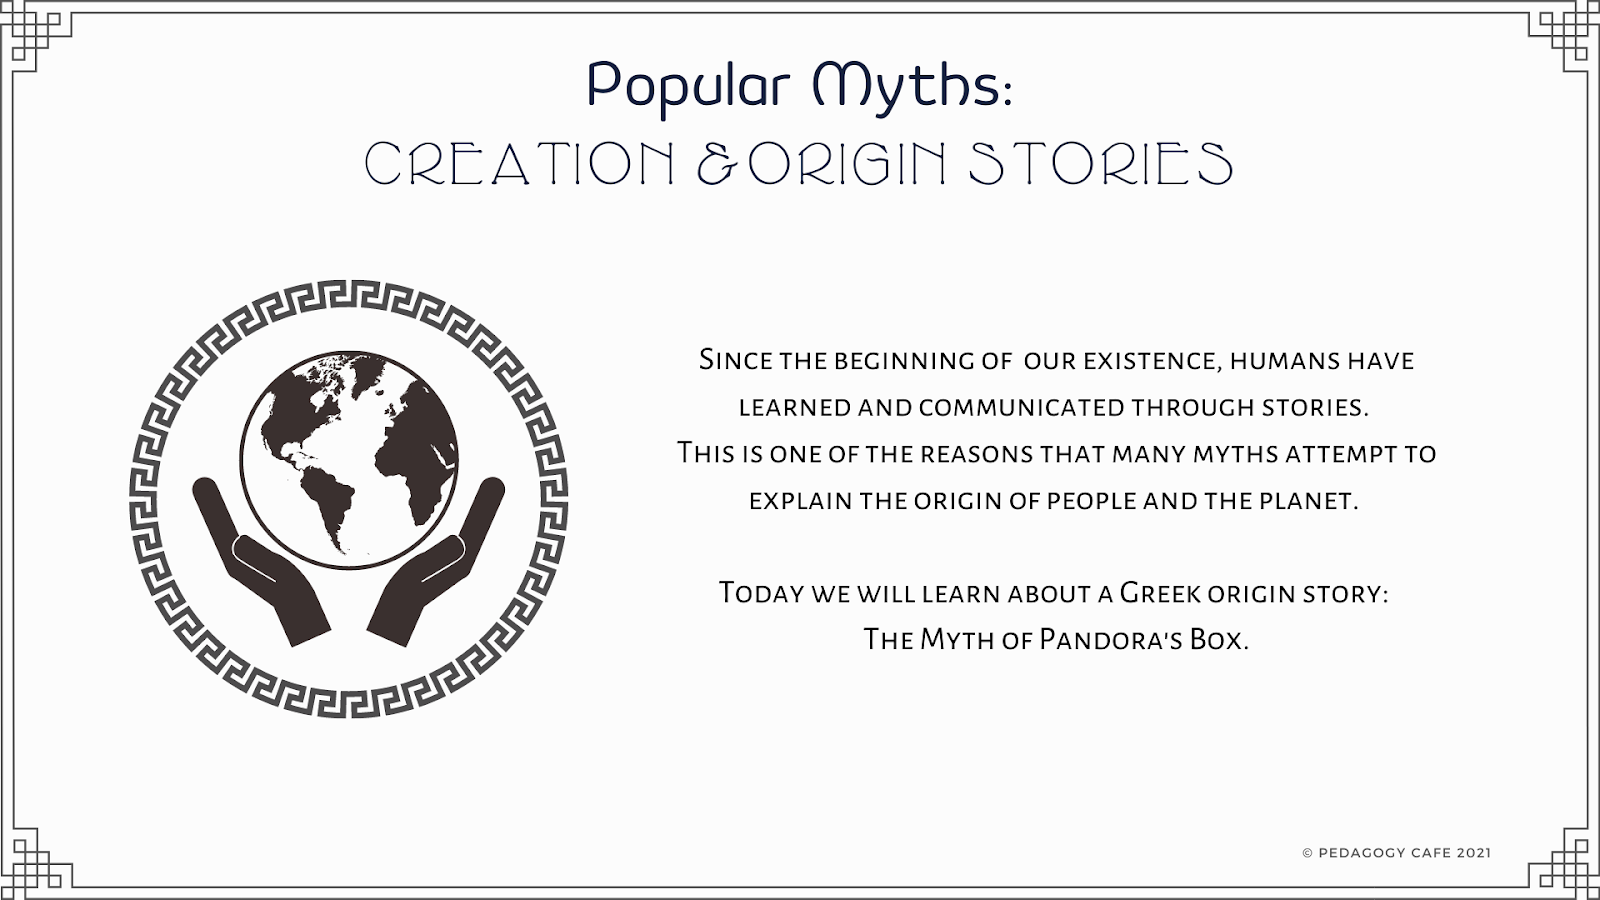 Popular Myths:
CREATION & ORIGIN STORIES
Since the beginning of our existence, humans have
learned and communicated through stories.
This is one of the reasons that many myths attempt to
explain the origin of people and the planet.
Today we will learn about a Greek origin story:
The Myth of Pandora's Box.
© PEDAGOGY CAFE 2021